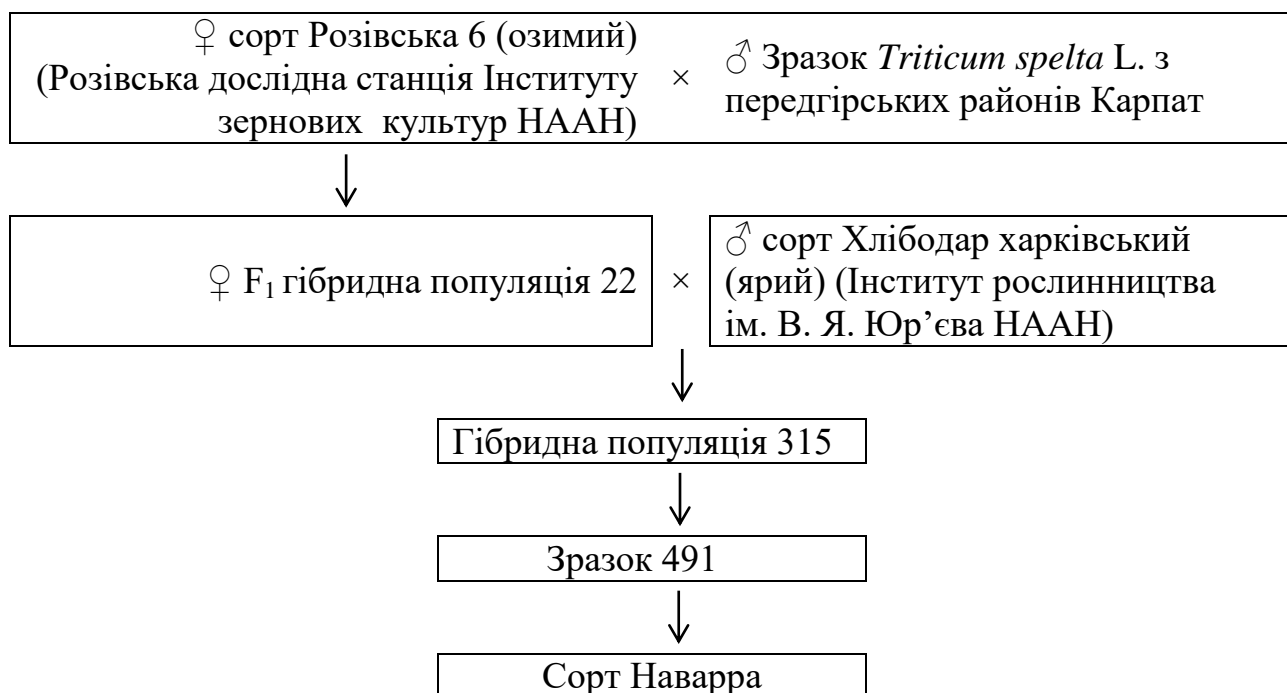 ♀ сорт Розівська 6 (озимий)
(Розівська дослідна станція Інституту
зернових культур НААН)
×
♂ Зразок Triticum spelta L. з
передгірських районів Карпат
♀ F₁ гібридна популяція 22
×
♂ сорт Хлібодар харківський
(ярий) (Інститут рослинництва
ім. В. Я. Юр’єва НААН)
Гібридна популяція 315
Зразок 491
Сорт Наварра